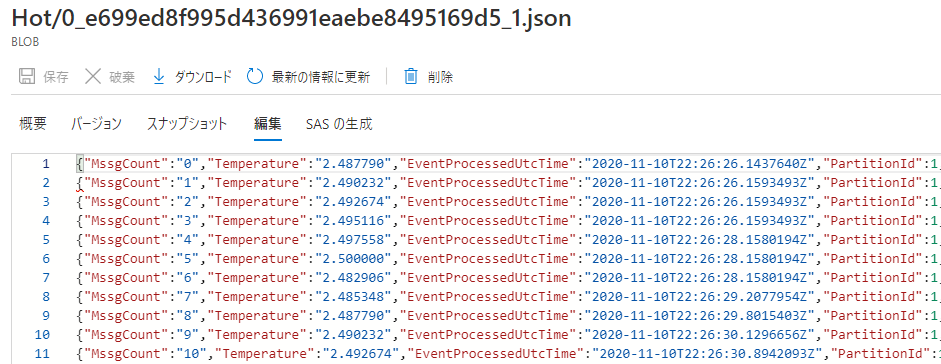 Hot/0_e699ed8f995d436991eaebe8495169d5_1.json
BLOB
保存 破棄 ダウンロード 最新の情報に更新 削除
概要 バージョン スナップショット 編集 SAS の生成
1 {"MssgCount":"0","Temperature":"2.487790","EventProcessedUtcTime":"2020-11-10T22:26:26.1437640Z","PartitionId":1,
2 {"MssgCount":"1","Temperature":"2.490232","EventProcessedUtcTime":"2020-11-10T22:26:26.1593493Z","PartitionId":1,
3 {"MssgCount":"2","Temperature":"2.492674","EventProcessedUtcTime":"2020-11-10T22:26:26.1593493Z","PartitionId":1,
4 {"MssgCount":"3","Temperature":"2.495116","EventProcessedUtcTime":"2020-11-10T22:26:26.1593493Z","PartitionId":1,
5 {"MssgCount":"4","Temperature":"2.497558","EventProcessedUtcTime":"2020-11-10T22:26:28.1580194Z","PartitionId":1,
6 {"MssgCount":"5","Temperature":"2.500000","EventProcessedUtcTime":"2020-11-10T22:26:28.1580194Z","PartitionId":1,
7 {"MssgCount":"6","Temperature":"2.482906","EventProcessedUtcTime":"2020-11-10T22:26:28.1580194Z","PartitionId":1,
8 {"MssgCount":"7","Temperature":"2.485348","EventProcessedUtcTime":"2020-11-10T22:26:29.2077954Z","PartitionId":1,
9 {"MssgCount":"8","Temperature":"2.487790","EventProcessedUtcTime":"2020-11-10T22:26:29.8015403Z","PartitionId":1,
10 {"MssgCount":"9","Temperature":"2.490232","EventProcessedUtcTime":"2020-11-10T22:26:30.1296656Z","PartitionId":1,
11 {"MssgCount":"10","Temperature":"2.492674","EventProcessedUtcTime":"2020-11-10T22:26:30.8942093Z","PartitionId":